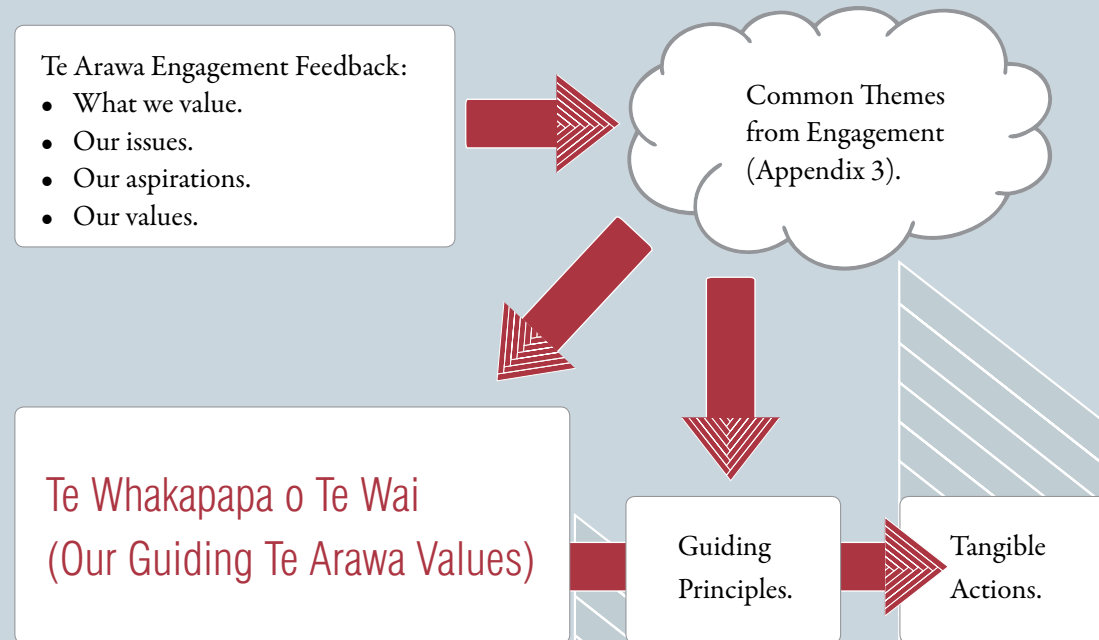 Te Arawa Engagement Feedback:
• What we value.
• Our issues.
• Our aspirations.
• Our values.
Common Themes
from Engagement
(Appendix 3).
Te Whakapapa o Te Wai
(Our Guiding Te Arawa Values)
Guiding
Principles.
Tangible
Actions.